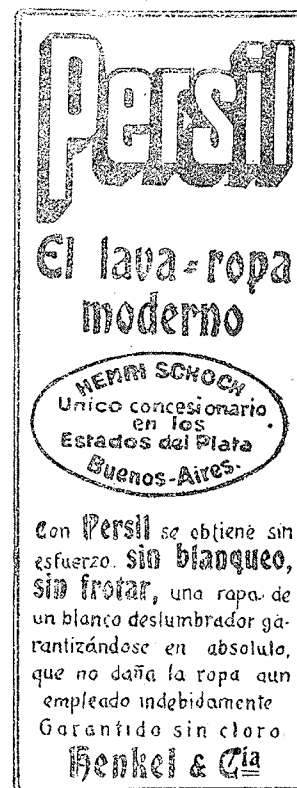 Persil
El lava=ropa
moderno
HENRI SCHOCH
Unico concesionario
en los
Estados del Plata
Buenos-Aires.
Con Persil se obtiene sin
esfuerzo. sin blanqueo,
sin frotar, una ropa de
un blanco deslumbrador ga-
rantizándose en absoluto,
que no daña la ropa aun
empleado indebidamente
Garantido sin cloro
Henkel & Cía